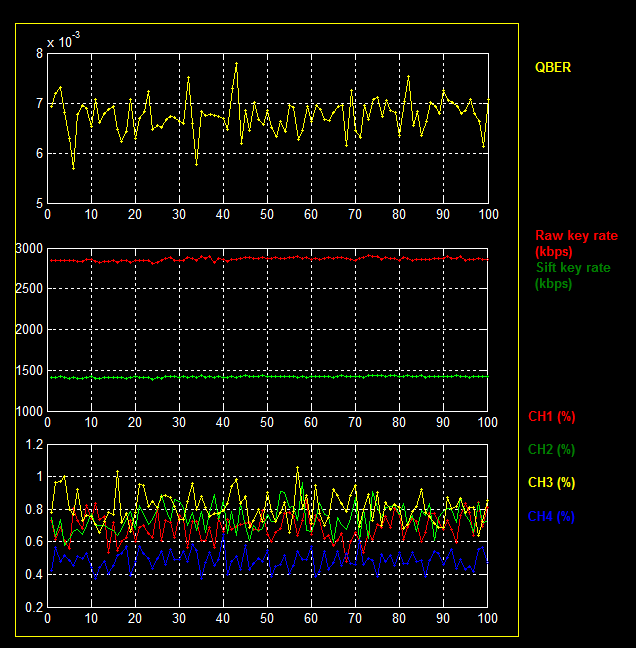 x 10-3
QBER
8
7
6
5
0 10 20 30 40 50 60 70 80 90 100
Raw key rate
(kbps)
Sift key rate
(kbps)
3000
2500
2000
1500
1000
0 10 20 30 40 50 60 70 80 90 100
CH1 (%)
CH2 (%)
CH3 (%)
CH4 (%)
1.2
1
0.8
0.6
0.4
0.2
0 10 20 30 40 50 60 70 80 90 100